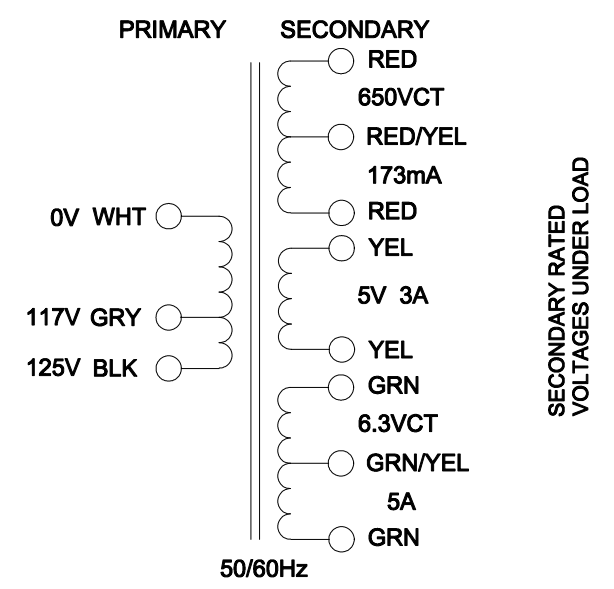 PRIMARY SECONDARY
RED
650VCT
RED/YEL
173mA
RED
0V WHT
117V GRY
125V BLK
YEL
5V 3A
YEL
GRN
6.3VCT
GRN/YEL
5A
GRN
50/60Hz
SECONDARY RATED
VOLTAGES UNDER LOAD